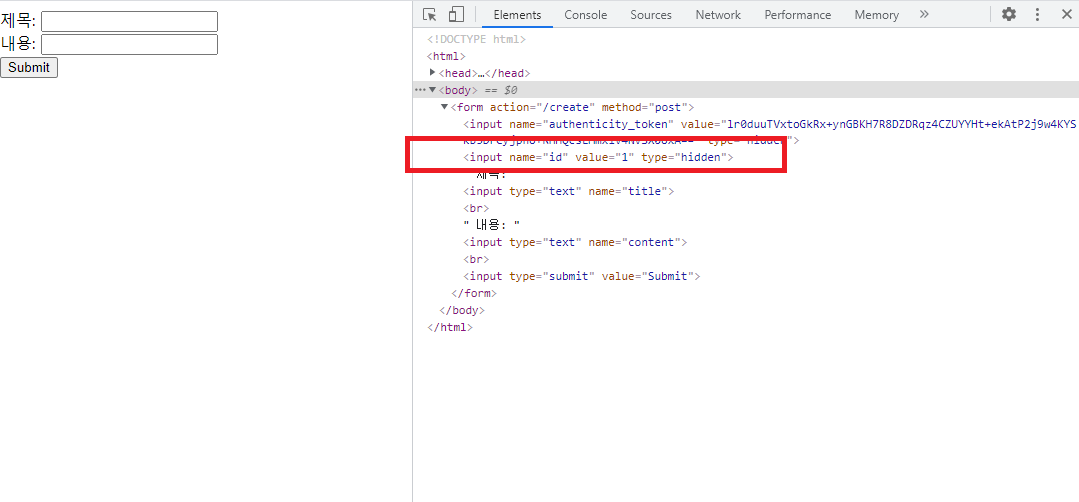 제목:
내용:
Submit
Elements Console Sources Network Performance Memory »
<!DOCTYPE html>
<html>
<head>…</head>
<body> == $0
<form action="/create" method="post">
<input name="authenticity_token" value="lr0duuTVxtoGkRx+ynGBKH7R8DZDRqz4CZUYYHt+ekAtP2j9w4KYS
type="hidden">
<input name="id" value="1" type="hidden">
제목:
<input type="text" name="title">
<br>
" 내용: "
<input type="text" name="content">
<br>
<input type="submit" value="Submit">
</form>
</body>
</html>